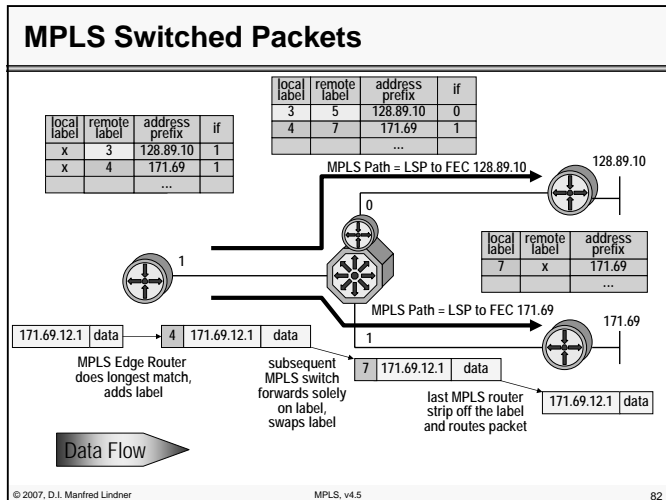 MPLS Switched Packets
local label remote label address prefix if
3 5 128.89.10 0
4 7 171.69 1
...
local label remote label address prefix if
x 3 128.89.10 1
x 4 171.69 1
...
MPLS Path = LSP to FEC 128.89.10
128.89.10
0
1
local label remote label address prefix
7 x 171.69
...
MPLS Path = LSP to FEC 171.69
171.69
1
171.69.12.1 data
4 171.69.12.1 data
MPLS Edge Router
does longest match,
adds label
subsequent
MPLS switch
forwards solely
on label,
swaps label
7 171.69.12.1 data
last MPLS router
strip off the label
and routes packet
171.69.12.1 data
Data Flow
© 2007, D.I. Manfred Lindner
MPLS, v4.5
82